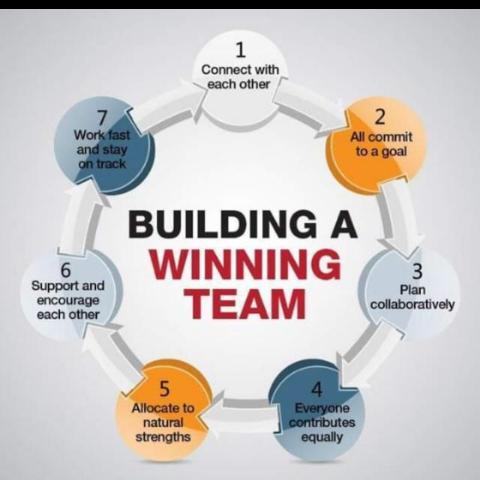 1
Connect with
each other
2
All commit
to a goal
3
Plan
collaboratively
4
Everyone
contributes
equally
5
Allocate to
natural
strengths
6
Support and
encourage
each other
7
Work fast
and stay
on track
BUILDING A
WINNING
TEAM